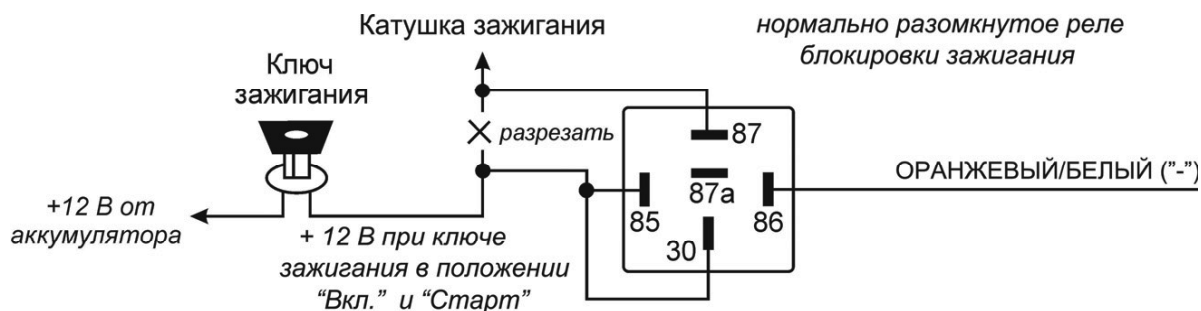 Катушка зажигания
нормально разомкнутое реле
блокировки зажигания
Ключ
зажигания
разрезать
87
87a
85
86
30
ОРАНЖЕВЫЙ/БЕЛЫЙ ("-")
+12 В от
аккумулятора
+ 12 В при ключе
зажигания в положении
"Вкл." и "Старт"